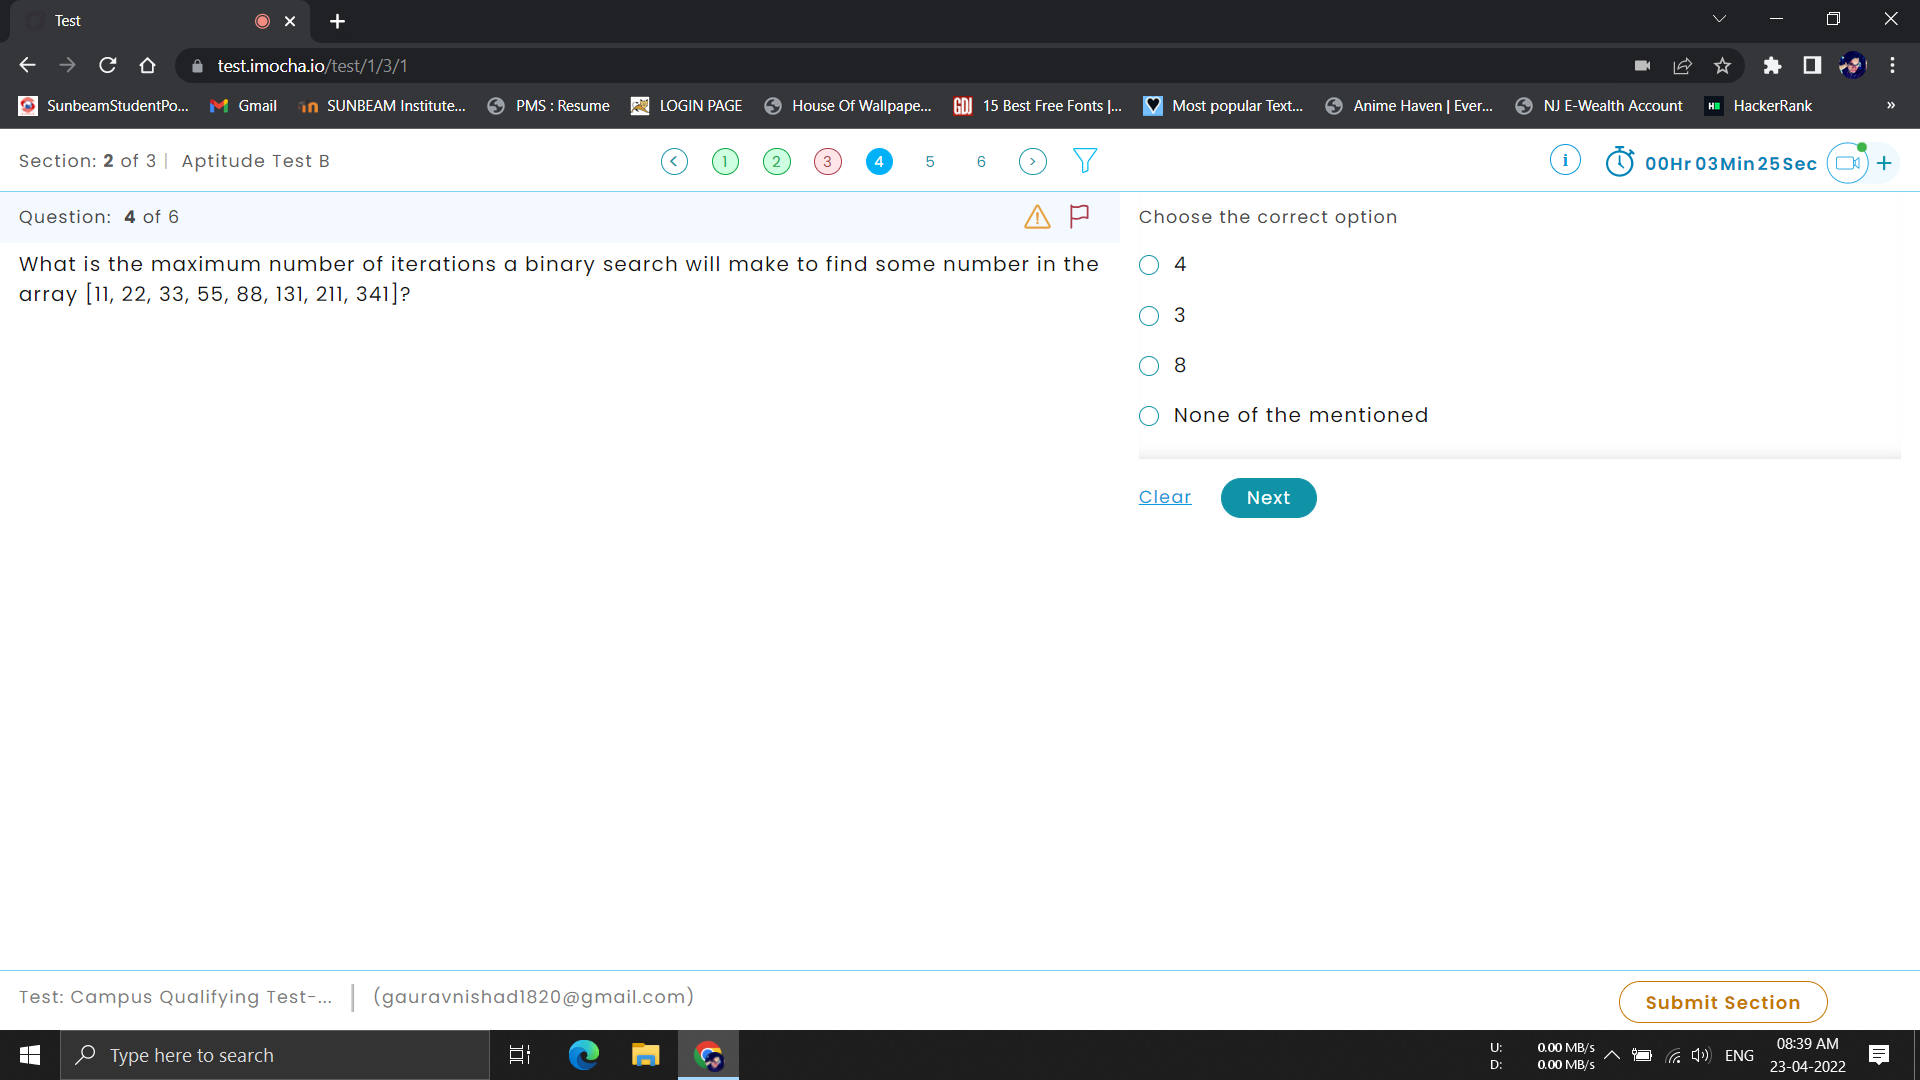 Test
test.imocha.io/test/1/3/1
SunbeamStudentPo... Gmail SUNBEAM Institute... PMS : Resume LOGIN PAGE House Of Wallpape... GDJ 15 Best Free Fonts |... Most popular Text... Anime Haven | Ever... NJ E-Wealth Account HackerRank »
Section: 2 of 3 | Aptitude Test B
1 2 3 4 5 6
00Hr 03Min 25Sec
Question: 4 of 6
What is the maximum number of iterations a binary search will make to find some number in the
array [11, 22, 33, 55, 88, 131, 211, 341]?
Choose the correct option
4
3
8
None of the mentioned
Clear Next
Test: Campus Qualifying Test-... | (gauravnishad1820@gmail.com)
Submit Section
Type here to search
U: 0.00 MB/s
D: 0.00 MB/s
ENG
08:39 AM
23-04-2022